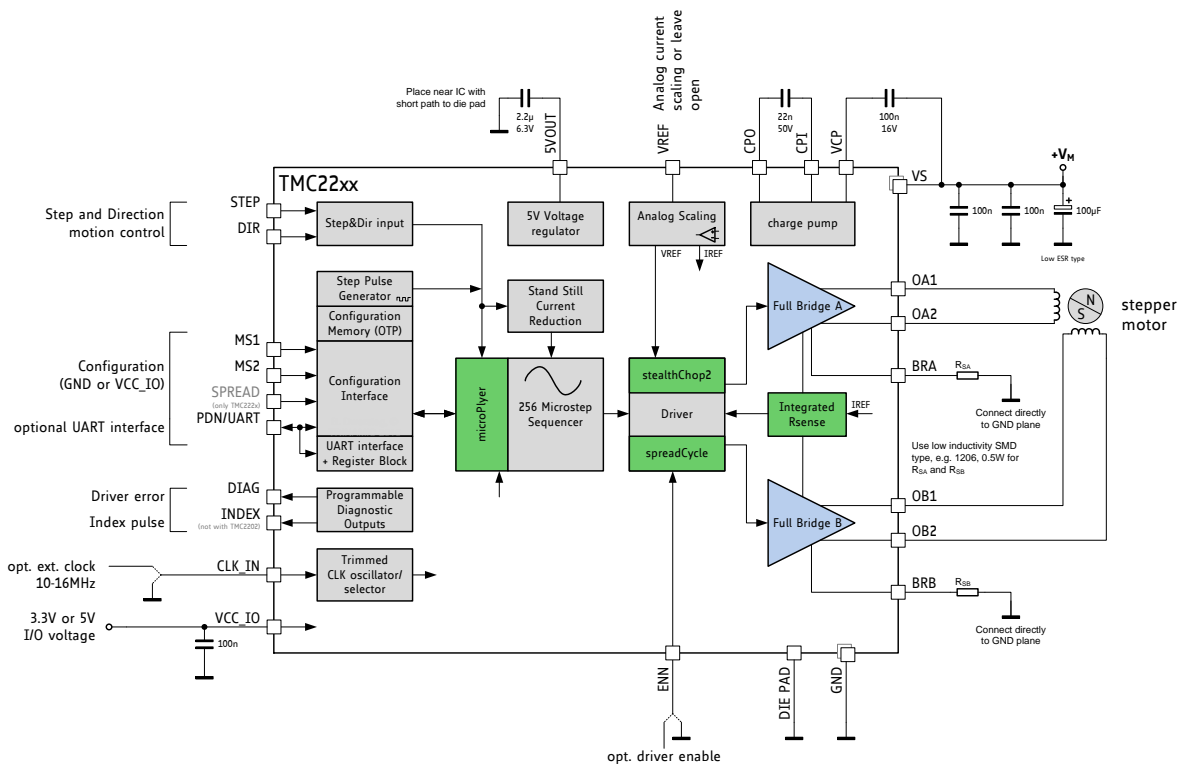 Place near IC with
short path to die pad
2.2µ
6.3V
5VOUT
VREF
Analog current
scaling or leave
open
CPO
22n
50V
CPI
VCP
100n
16V
+VM
VS
100n
100n
+
100µF
Low ESR type
TMC22xx
Step and Direction
motion control
STEP
DIR
Step&Dir input
5V Voltage
regulator
Analog Scaling
VREF
IREF
charge pump
Step Pulse
Generator
Configuration
Memory (OTP)
Stand Still
Current
Reduction
Full Bridge A
OA1
OA2
N
S
stepper
motor
Configuration
(GND or VCC_IO)
optional UART interface
MS1
MS2
SPREAD
(only TMC222x)
PDN/UART
Configuration
Interface
UART interface
+ Register Block
microPlyer
256 Microstep
Sequencer
stealthChop2
Driver
spreadCycle
Integrated
Rsense
IREF
BRA
RSA
Connect directly
to GND plane
Use low inductivity SMD
type, e.g. 1206, 0.5W for
RSA and RSB
Driver error
Index pulse
DIAG
INDEX
(not with TMC2202)
Programmable
Diagnostic
Outputs
Full Bridge B
OB1
OB2
opt. ext. clock
10-16MHz
CLK_IN
Trimmed
CLK oscillator/
selector
BRB
RSB
Connect directly
to GND plane
3.3V or 5V
I/O voltage
VCC_IO
100n
ENN
DIE PAD
GND
opt. driver enable